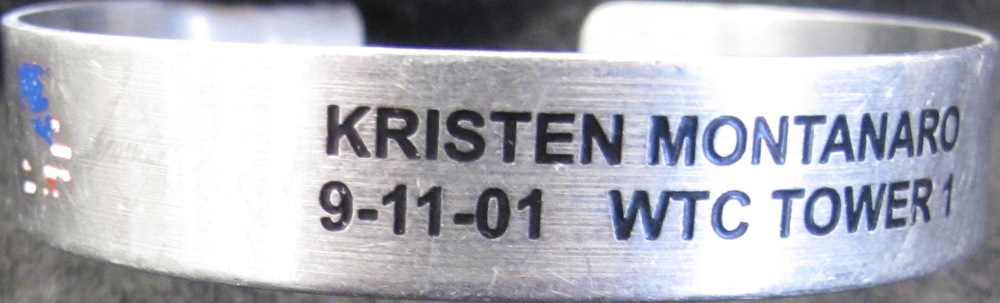 KRISTEN MONTANARO
9-11-01 WTC TOWER 1